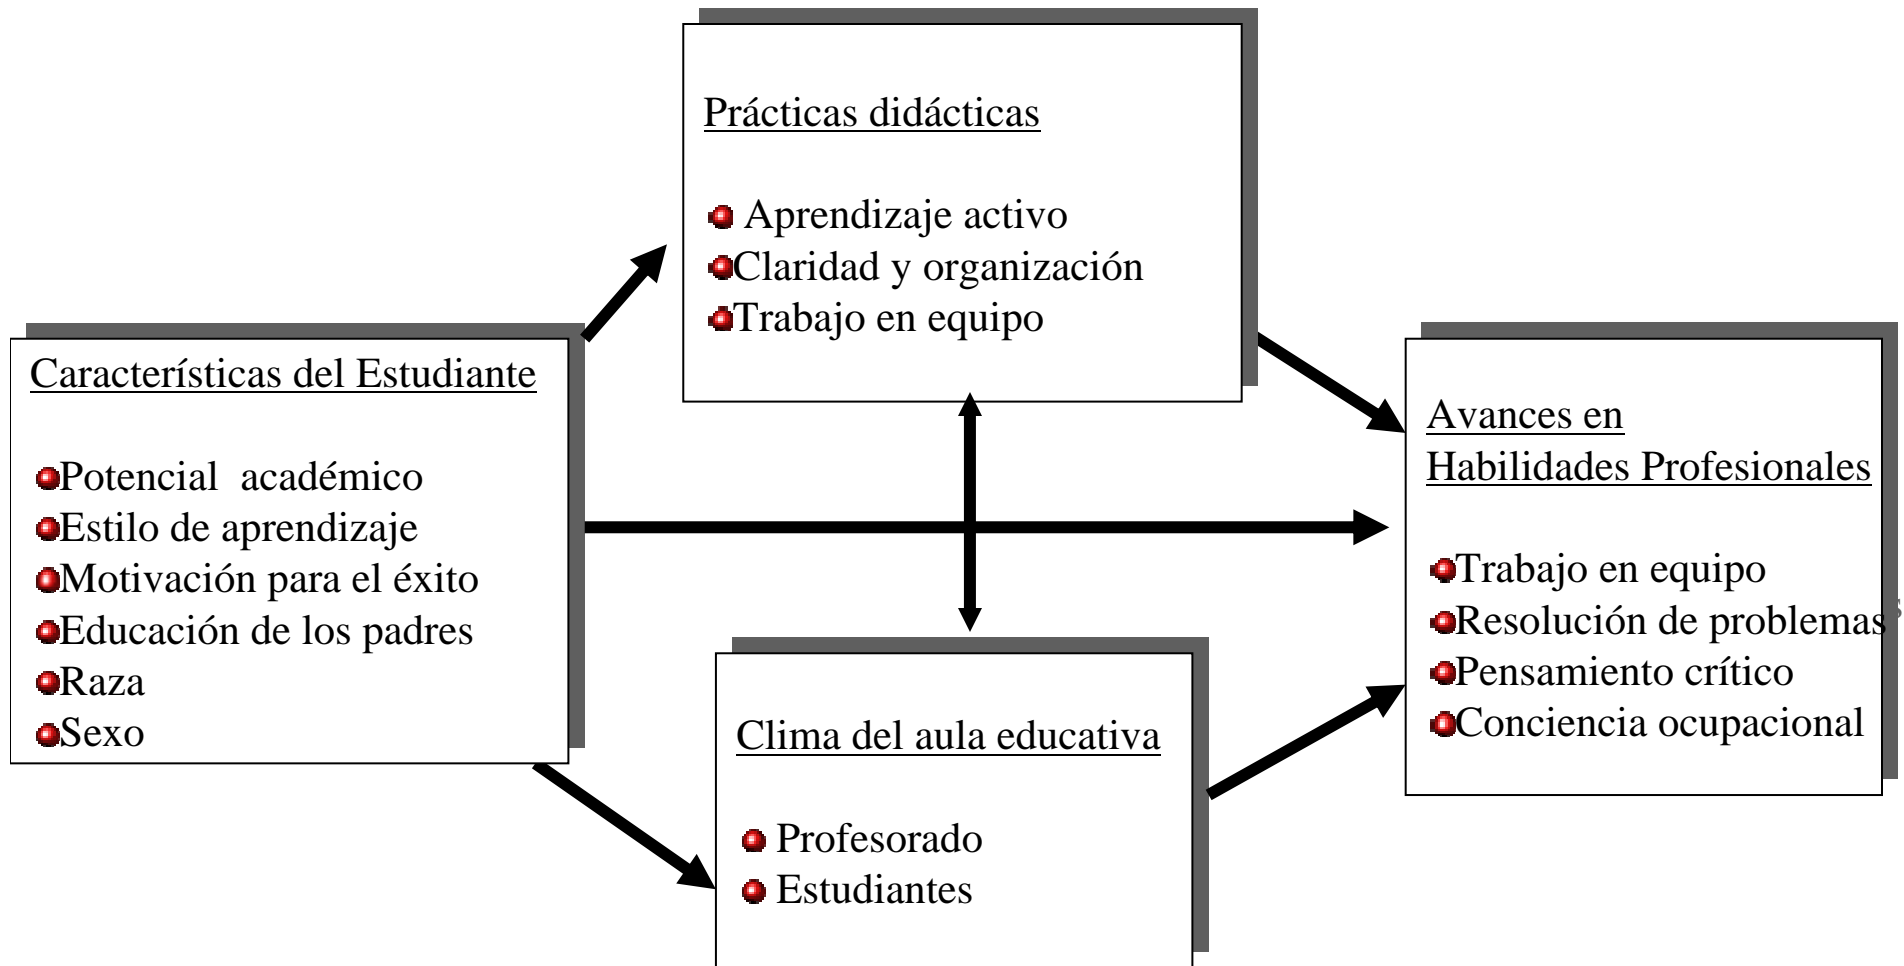 Prácticas didácticas
Aprendizaje activo
Claridad y organización
Trabajo en equipo
Características del Estudiante
Potencial académico
Estilo de aprendizaje
Motivación para el éxito
Educación de los padres
Raza
Sexo
Avances en
Habilidades Profesionales
Trabajo en equipo
Resolución de problemas
Pensamiento crítico
Conciencia ocupacional
Clima del aula educativa
Profesorado
Estudiantes